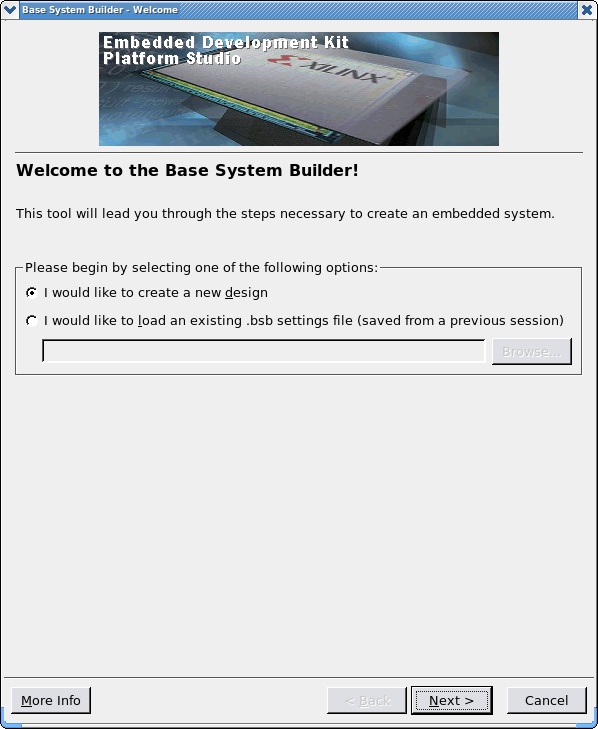 Base System Builder - Welcome
Embedded Development Kit
Platform Studio
XILINX
Welcome to the Base System Builder!
This tool will lead you through the steps necessary to create an embedded system.
Please begin by selecting one of the following options:
I would like to create a new design
I would like to load an existing .bsb settings file (saved from a previous session)
Browse...
More Info
< Back
Next >
Cancel